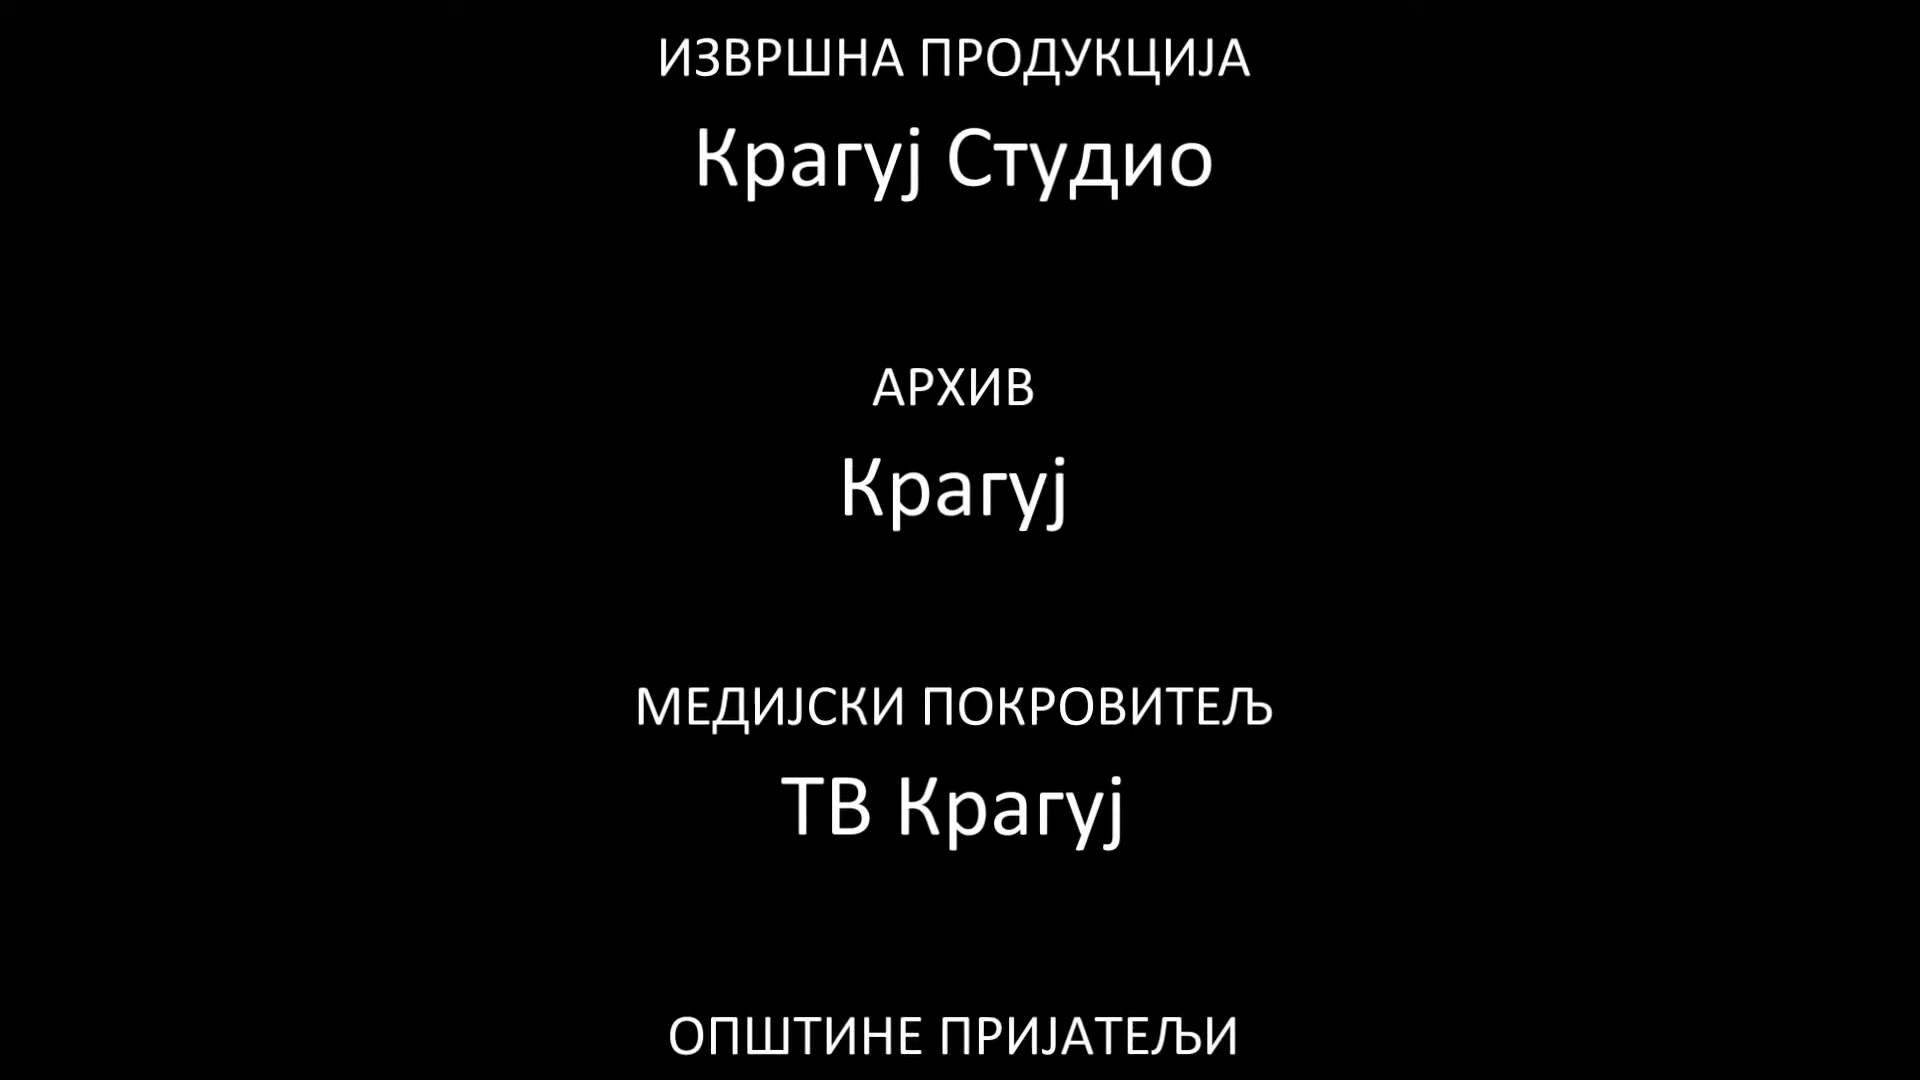 ИЗВРШНА ПРОДУКЦИЈА
Крагуј Студио
АРХИВ
Крагуј
МЕДИЈСКИ ПОКРОВИТЕЉ
ТВ Крагуј
ОПШТИНЕ ПРИЈАТЕЉИ